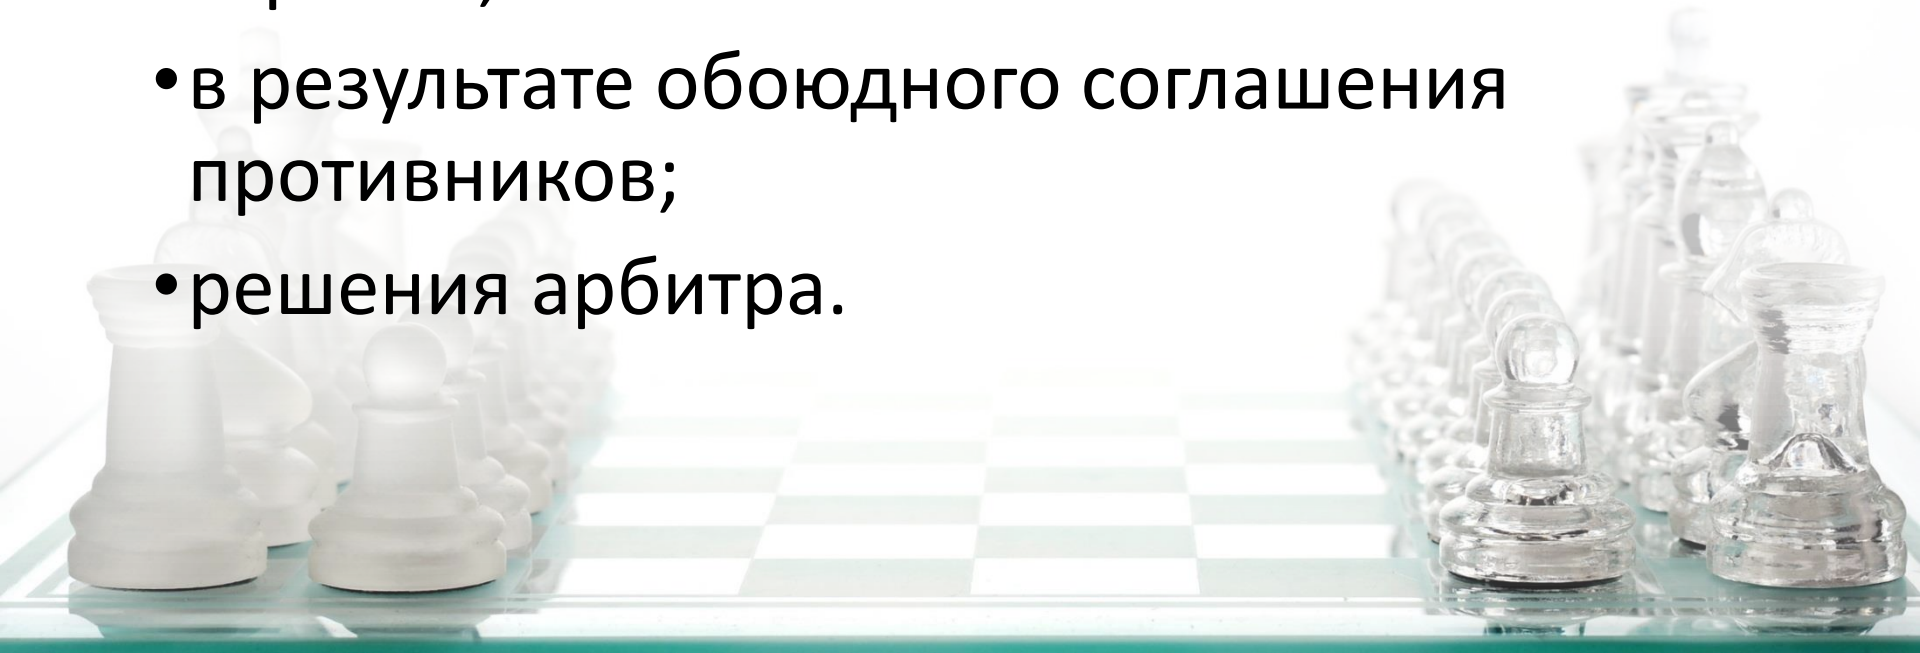 • в результате обоюдного соглашения
противников;
• решения арбитра.